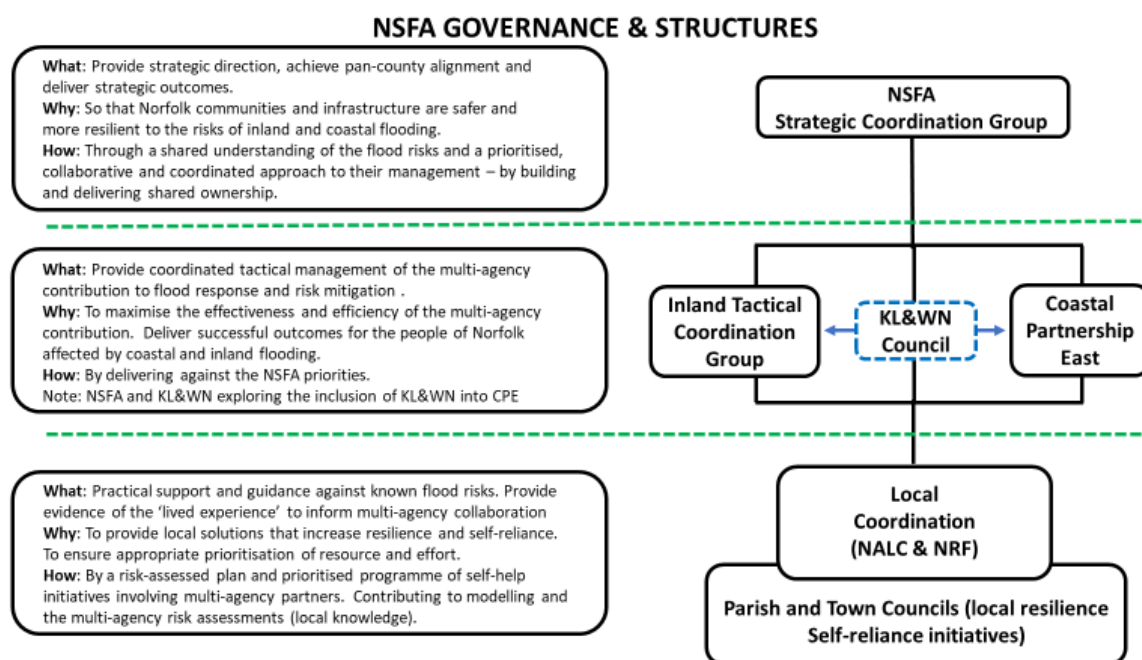 NSFA GOVERNANCE & STRUCTURES
What: Provide strategic direction, achieve pan-county alignment and
deliver strategic outcomes.
Why: So that Norfolk communities and infrastructure are safer and
more resilient to the risks of inland and coastal flooding.
How: Through a shared understanding of the flood risks and a prioritised,
collaborative and coordinated approach to their management – by building
and delivering shared ownership.
NSFA
Strategic Coordination Group
What: Provide coordinated tactical management of the multi-agency
contribution to flood response and risk mitigation .
Why: To maximise the effectiveness and efficiency of the multi-agency
contribution. Deliver successful outcomes for the people of Norfolk
affected by coastal and inland flooding.
How: By delivering against the NSFA priorities.
Note: NSFA and KL&WN exploring the inclusion of KL&WN into CPE
Inland Tactical
Coordination
Group
KL&WN
Council
Coastal
Partnership
East
What: Practical support and guidance against known flood risks. Provide
evidence of the ‘lived experience’ to inform multi-agency collaboration
Why: To provide local solutions that increase resilience and self-reliance.
To ensure appropriate prioritisation of resource and effort.
How: By a risk-assessed plan and prioritised programme of self-help
initiatives involving multi-agency partners. Contributing to modelling and
the multi-agency risk assessments (local knowledge).
Local
Coordination
(NALC & NRF)
Parish and Town Councils (local resilience
Self-reliance initiatives)